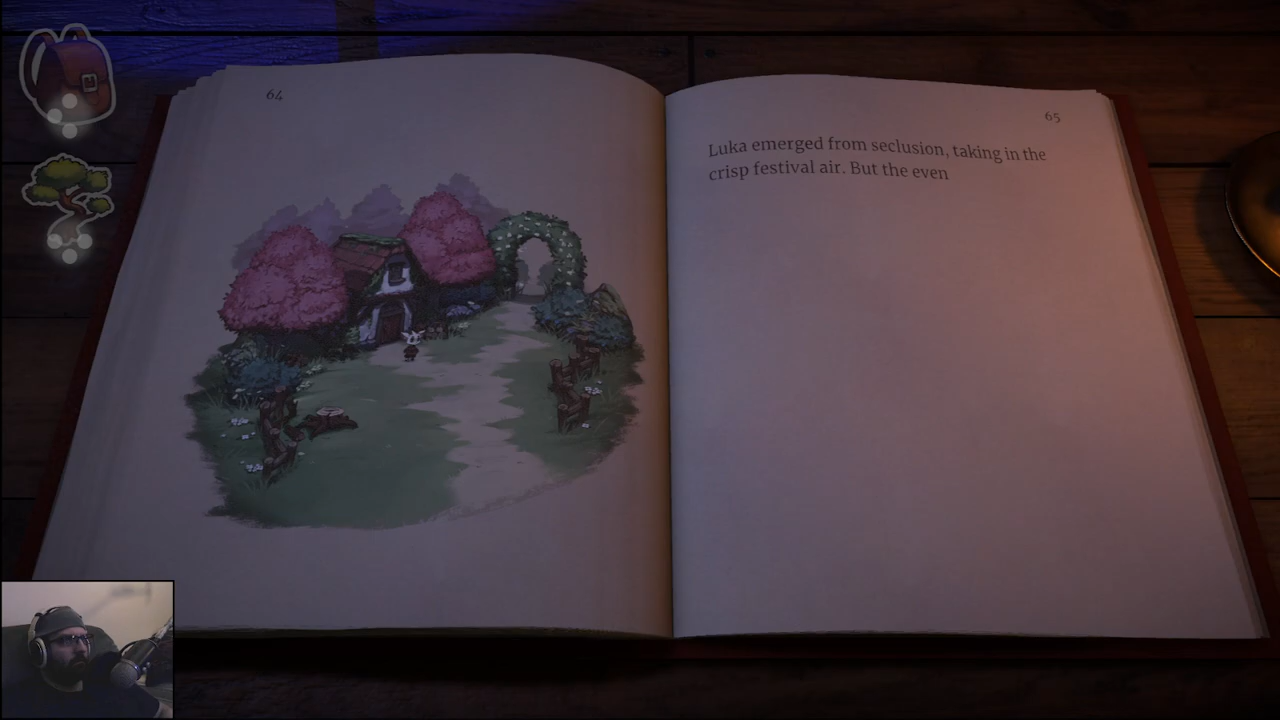 64
65
Luka emerged from seclusion, taking in the
crisp festival air. But the even